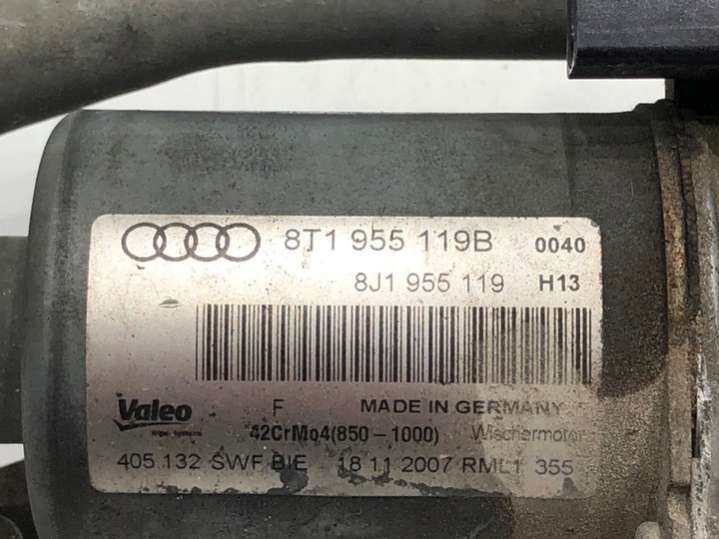 8T1 955 119B 0040
8J1 955 119 H13
F MADE IN GERMANY
Valeo
42CrMo4(850-1000) Wischermotor
405.132 SWF BIE 18 11 2007 RML1 355